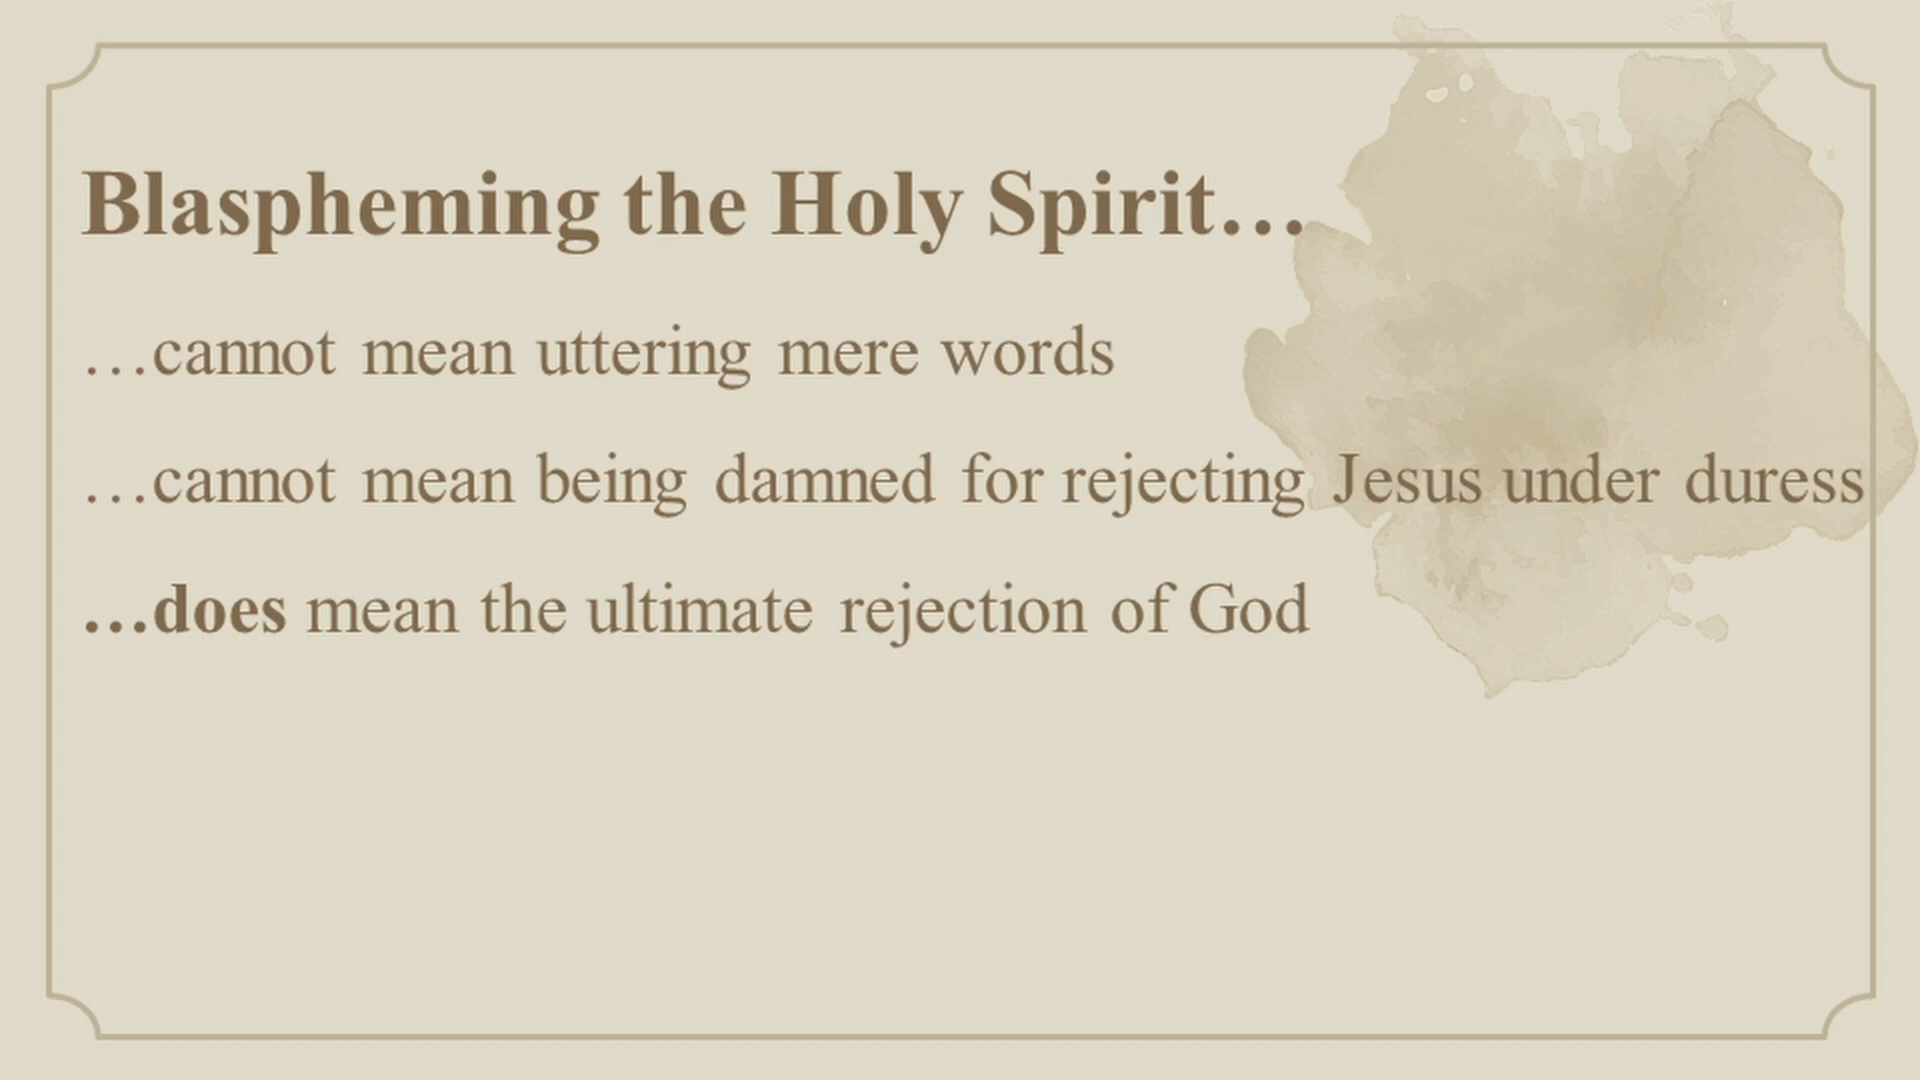 Blaspheming the Holy Spirit…
…cannot mean uttering mere words
…cannot mean being damned for rejecting Jesus under duress
…does mean the ultimate rejection of God